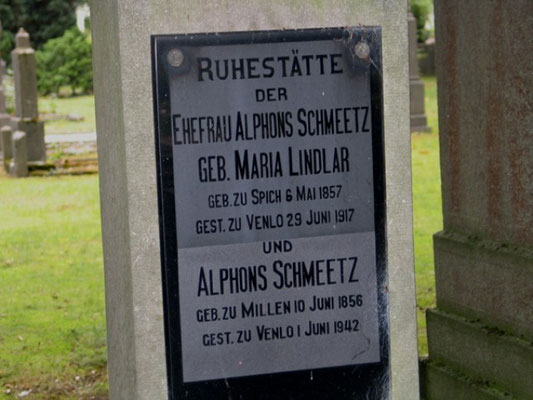 RUHESTÄTTE
DER
EHEFRAU ALPHONS SCHMEETZ
GEB. MARIA LINDLAR
GEB. ZU SPICH 6 MAI 1857
GEST. ZU VENLO 29 JUNI 1917
UND
ALPHONS SCHMEETZ
GEB. ZU MILLEN 10 JUNI 1856
GEST. ZU VENLO 1 JUNI 1942